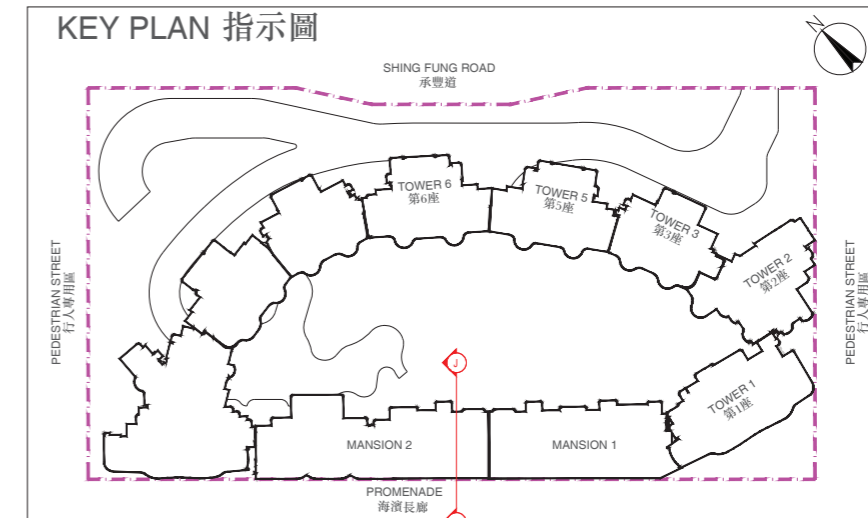 KEY PLAN 指示圖
N
SHING FUNG ROAD
承豐道
TOWER 6
第6座
TOWER 5
第5座
TOWER 3
第3座
TOWER 2
第2座
PEDESTRIAN STREET
行人專用區
PEDESTRIAN STREET
行人專用區
J
TOWER 1
第1座
MANSION 2
MANSION 1
PROMENADE
海濱長廊